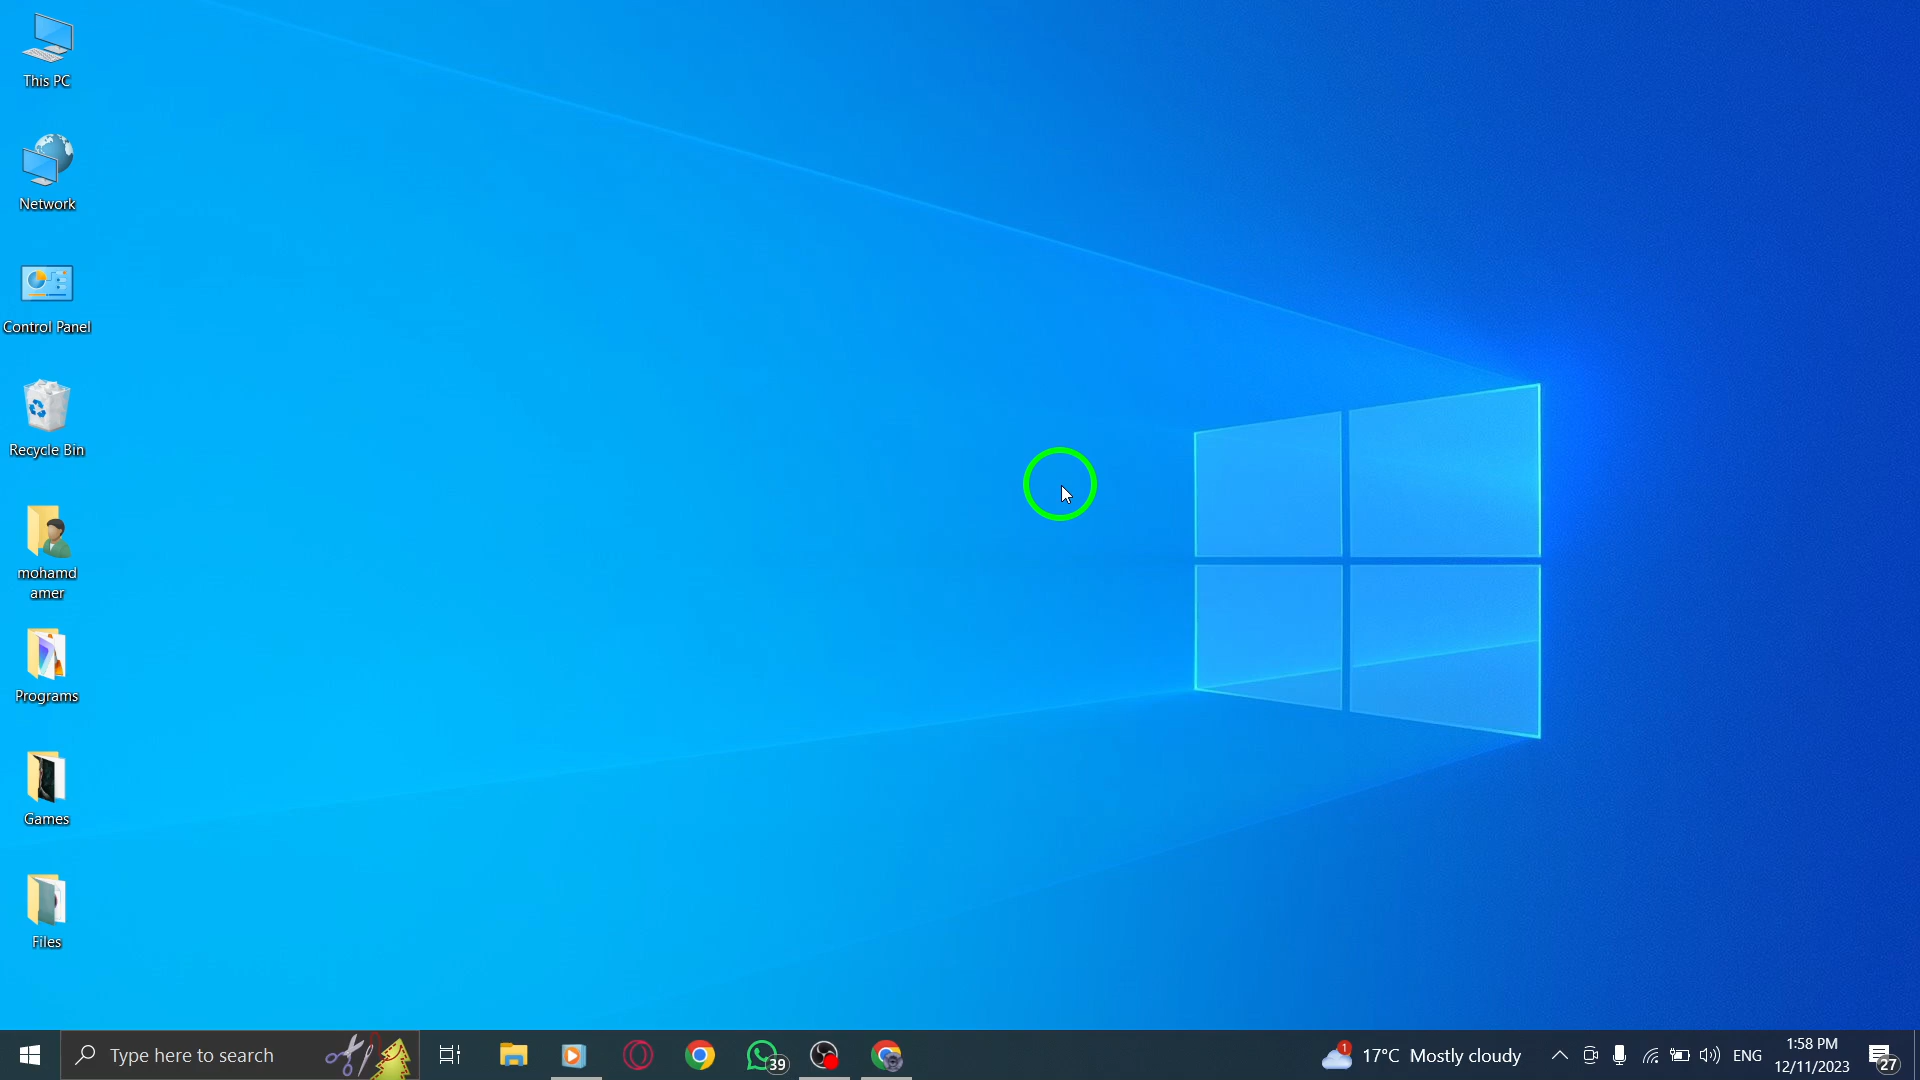 This PC
Network
Control Panel
Recycle Bin
mohamd
amer
Programs
Games
Files
Type here to search
39
1
17°C Mostly cloudy
ENG
1:58 PM
12/11/2023
27